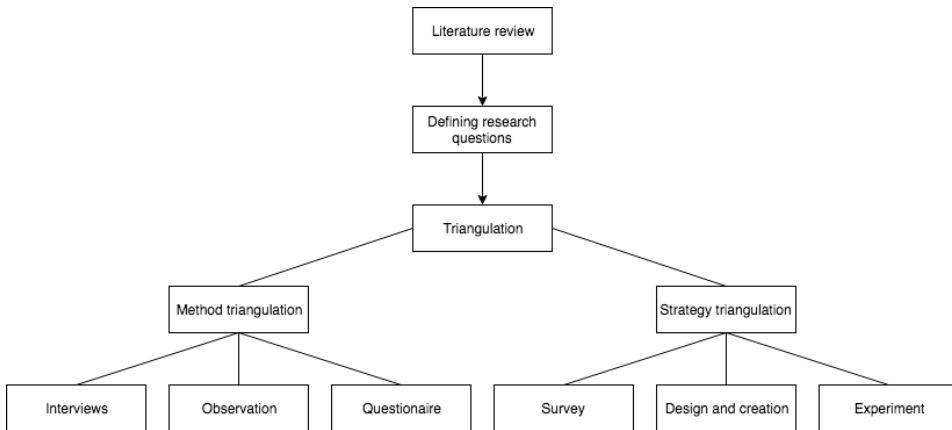 Literature review
Defining research
questions
Triangulation
Method triangulation
Strategy triangulation
Interviews
Observation
Questionaire
Survey
Design and creation
Experiment